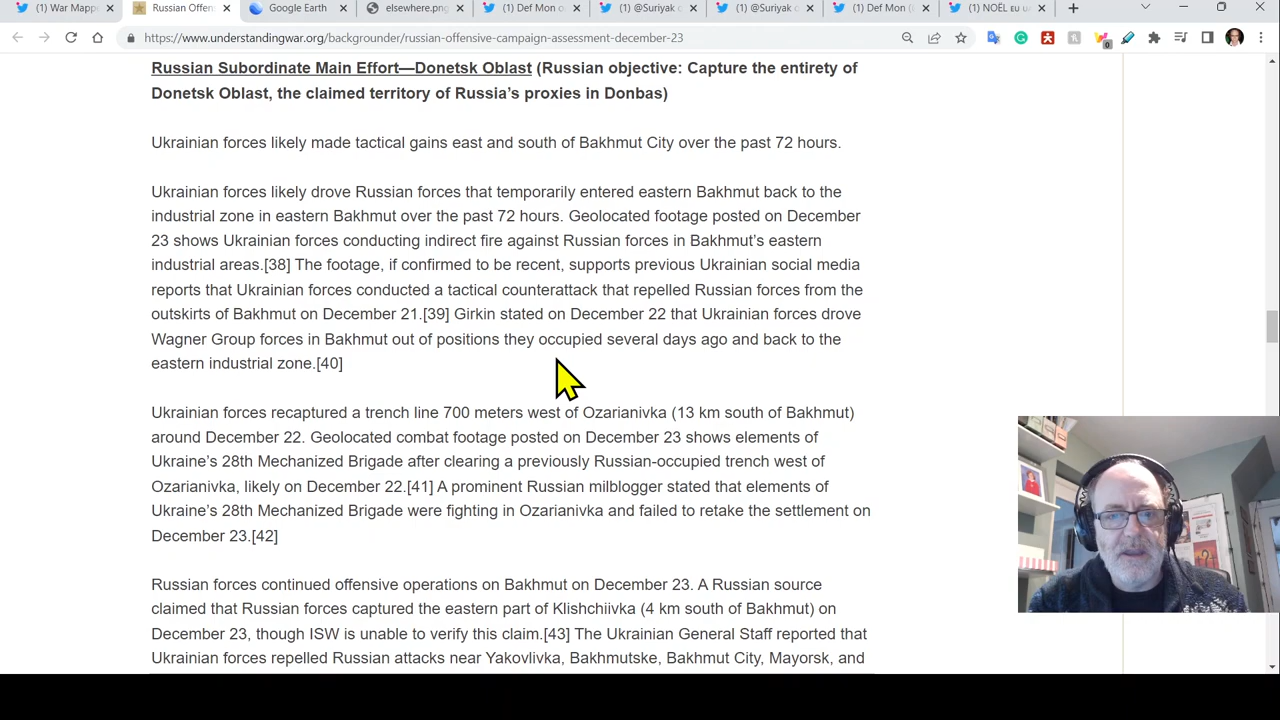 (1) War Mappe
Russian Offen
Google Earth
elsewhere.png
(1) Def Mon o
(1) @Suriyak o
(1) @Suriyak o
(1) Def Mon (
(1) NOËL EU U
https://www.understandingwar.org/backgrounder/russian-offensive-campaign-assessment-december-23
0
Russian Subordinate Main Effort—Donetsk Oblast (Russian objective: Capture the entirety of
Donetsk Oblast, the claimed territory of Russia’s proxies in Donbas)
Ukrainian forces likely made tactical gains east and south of Bakhmut City over the past 72 hours.
Ukrainian forces likely drove Russian forces that temporarily entered eastern Bakhmut back to the
industrial zone in eastern Bakhmut over the past 72 hours. Geolocated footage posted on December
23 shows Ukrainian forces conducting indirect fire against Russian forces in Bakhmut’s eastern
industrial areas.[38] The footage, if confirmed to be recent, supports previous Ukrainian social media
reports that Ukrainian forces conducted a tactical counterattack that repelled Russian forces from the
outskirts of Bakhmut on December 21.[39] Girkin stated on December 22 that Ukrainian forces drove
Wagner Group forces in Bakhmut out of positions they occupied several days ago and back to the
eastern industrial zone.[40]
Ukrainian forces recaptured a trench line 700 meters west of Ozarianivka (13 km south of Bakhmut)
around December 22. Geolocated combat footage posted on December 23 shows elements of
Ukraine’s 28th Mechanized Brigade after clearing a previously Russian-occupied trench west of
Ozarianivka, likely on December 22.[41] A prominent Russian milblogger stated that elements of
Ukraine’s 28th Mechanized Brigade were fighting in Ozarianivka and failed to retake the settlement on
December 23.[42]
Russian forces continued offensive operations on Bakhmut on December 23. A Russian source
claimed that Russian forces captured the eastern part of Klishchiivka (4 km south of Bakhmut) on
December 23, though ISW is unable to verify this claim.[43] The Ukrainian General Staff reported that
Ukrainian forces repelled Russian attacks near Yakovlivka, Bakhmutske, Bakhmut City, Mayorsk, and